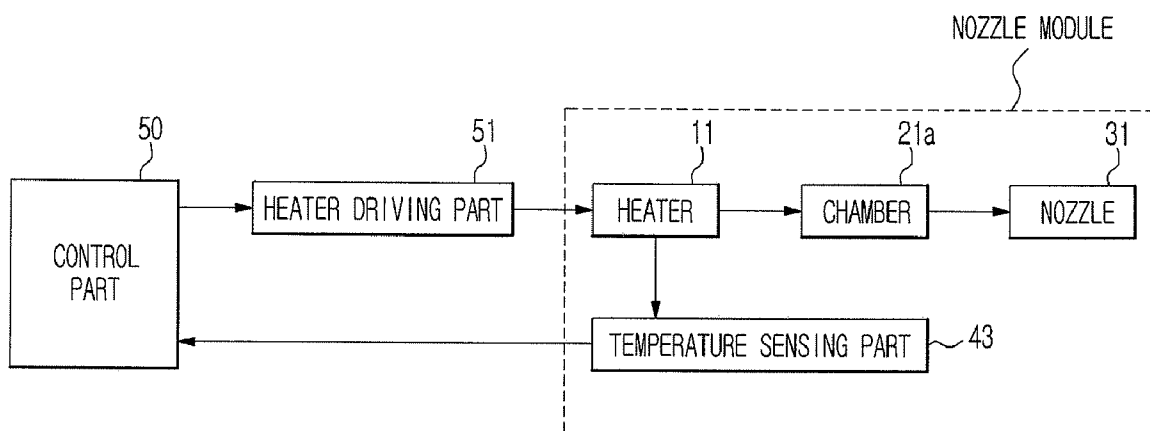 NOZZLE MODULE
50
51
11
21a
31
HEATER DRIVING PART
HEATER
CHAMBER
NOZZLE
CONTROL
PART
TEMPERATURE SENSING PART
43